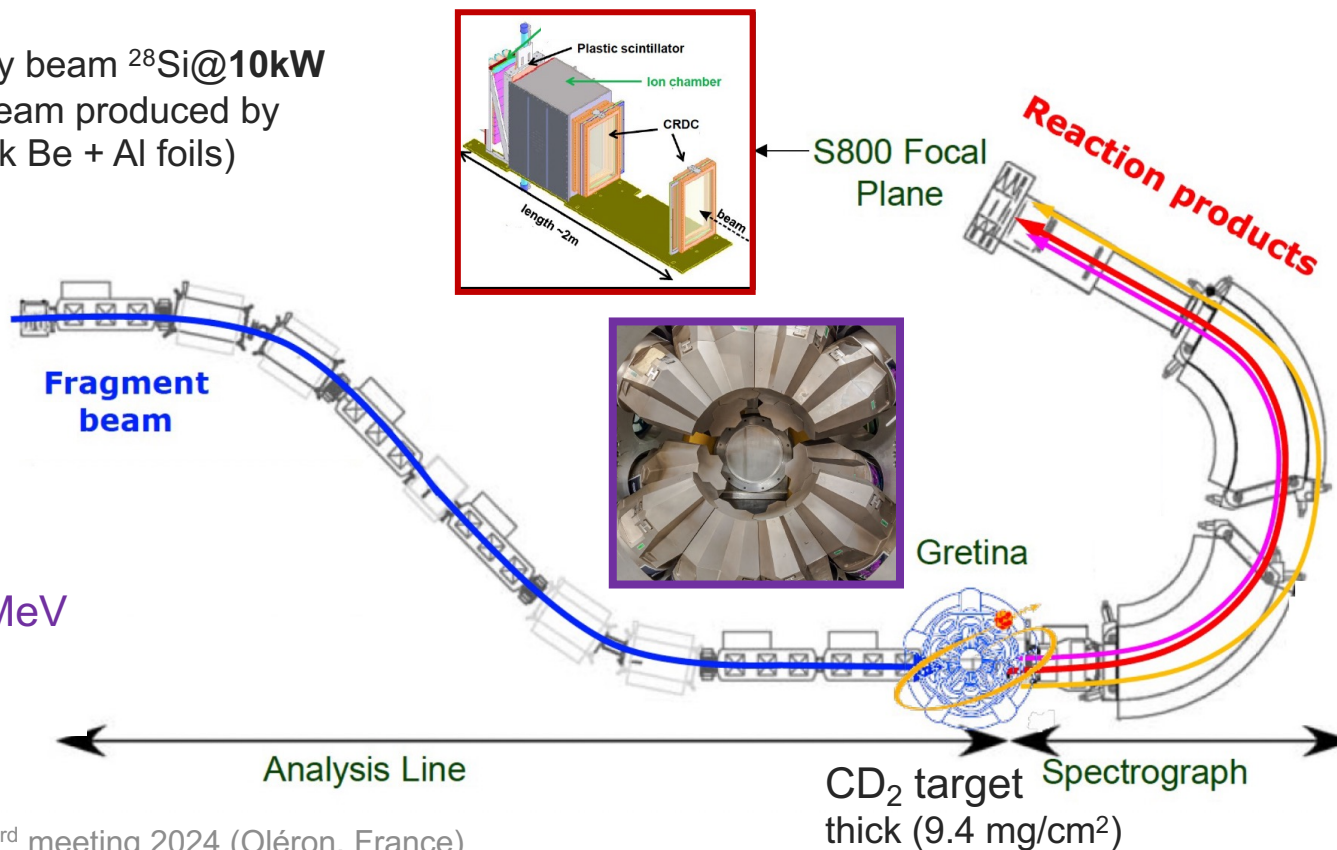 y beam ²⁸Si@10kW
eam produced by
k Be + Al foils)
Plastic scintillator
Ion chamber
CRDC
beam
length ~2m
S800 Focal
Plane
Reaction products
Fragment
beam
Gretina
MeV
Analysis Line
Spectrograph
CD₂ target
thick (9.4 mg/cm²)
rd meeting 2024 (Oléron, France)